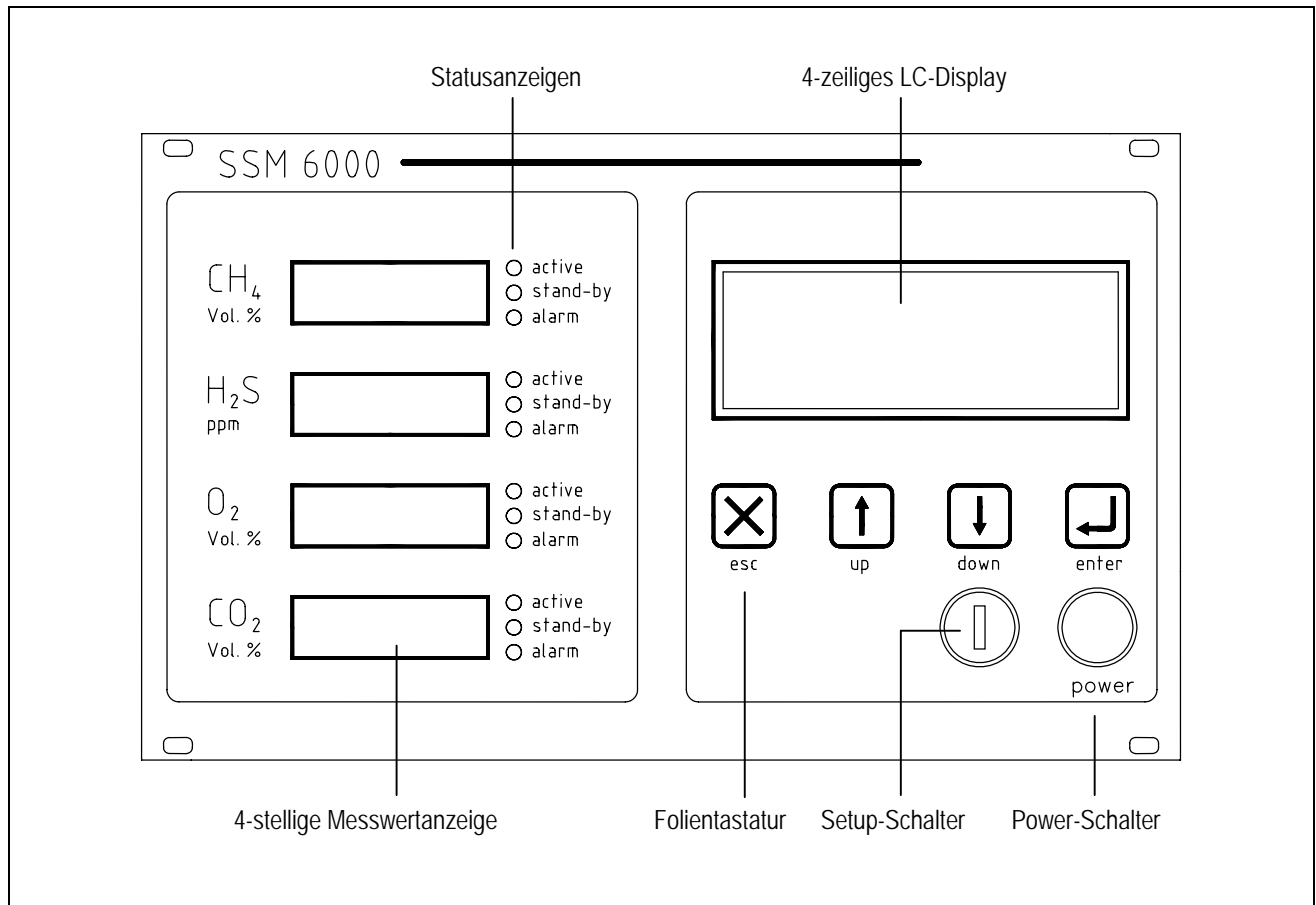 Statusanzeigen
4-zeiliges LC-Display
SSM 6000
CH₄
Vol. %
active
stand-by
alarm
H₂S
ppm
active
stand-by
alarm
O₂
Vol. %
active
stand-by
alarm
CO₂
Vol. %
active
stand-by
alarm
esc
up
down
enter
power
4-stellige Messwertanzeige
Folientastatur
Setup-Schalter
Power-Schalter